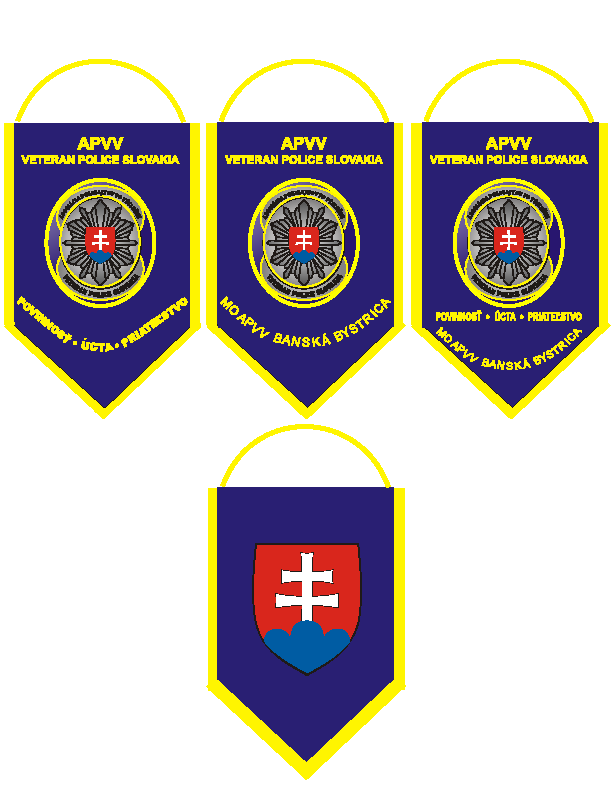 APVV
VETERAN POLICE SLOVAKIA
POVINNOSŤ • ÚCTA • PRIATEĽSTVO
APVV
VETERAN POLICE SLOVAKIA
MO APVV BANSKÁ BYSTRICA
APVV
VETERAN POLICE SLOVAKIA
POVINNOSŤ • ÚCTA • PRIATEĽSTVO
MO APVV BANSKÁ BYSTRICA